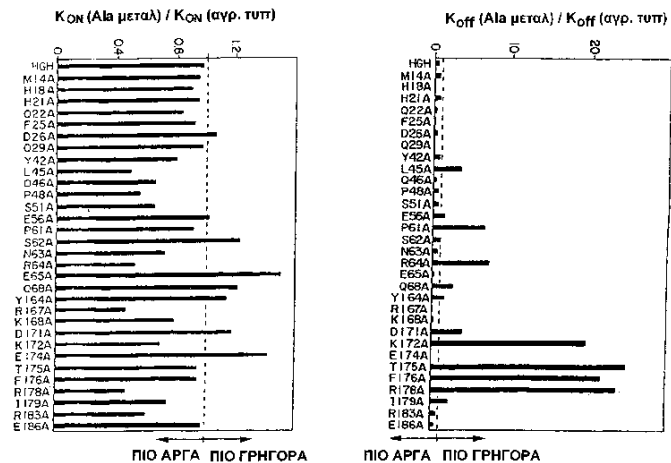 K_ON (Ala μεταλ) / K_ON (αγρ. τυπ)
0
0.4
0.8
1.2
HGH
M14A
H18A
H21A
Q22A
F25A
D26A
Q29A
Y42A
L45A
Q46A
P48A
S51A
E56A
P61A
S62A
N63A
R64A
E65A
Q68A
Y164A
R167A
K168A
D171A
K172A
E174A
T175A
F176A
R178A
I179A
R183A
E186A
ΠΙΟ ΑΡΓΑ ΠΙΟ ΓΡΗΓΟΡΑ
K_off (Ala μεταλ) / K_off (αγρ. τυπ)
0
10
20
HGH
M14A
H18A
H21A
Q22A
F25A
D26A
Q29A
Y42A
L45A
Q46A
P48A
S51A
E56A
P61A
S62A
N63A
R64A
E65A
Q68A
Y164A
R167A
K168A
D171A
K172A
E174A
T175A
F176A
R178A
I179A
R183A
E186A
ΠΙΟ ΑΡΓΑ ΠΙΟ ΓΡΗΓΟΡΑ